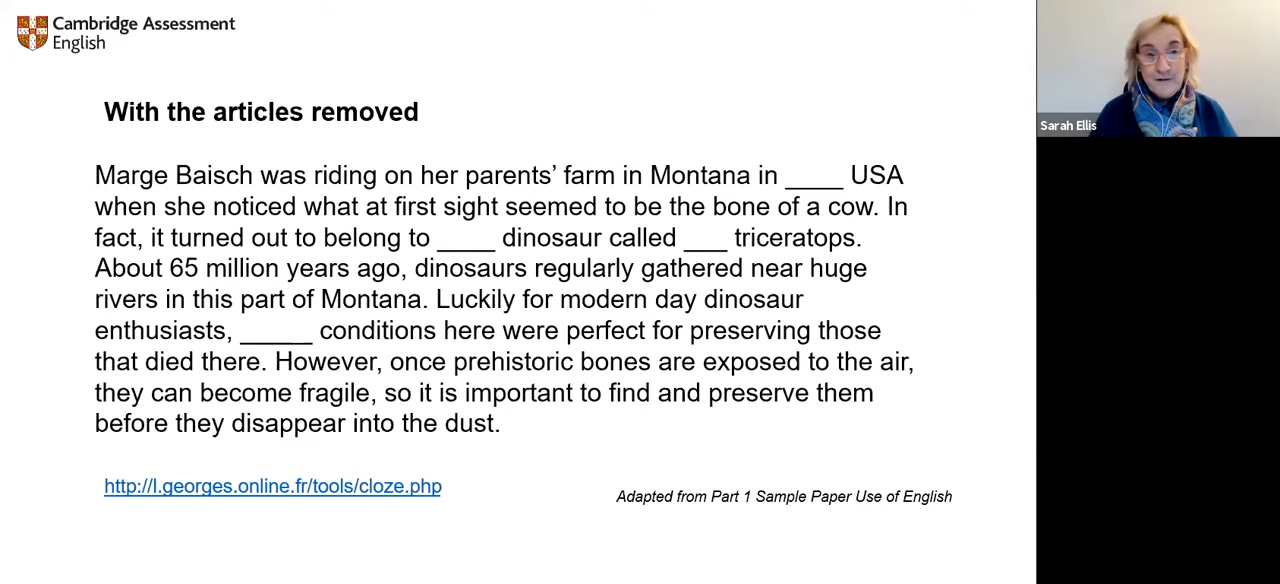 Cambridge Assessment
English
With the articles removed
Marge Baisch was riding on her parents’ farm in Montana in ____ USA
when she noticed what at first sight seemed to be the bone of a cow. In
fact, it turned out to belong to ____ dinosaur called ___ triceratops.
About 65 million years ago, dinosaurs regularly gathered near huge
rivers in this part of Montana. Luckily for modern day dinosaur
enthusiasts, _____ conditions here were perfect for preserving those
that died there. However, once prehistoric bones are exposed to the air,
they can become fragile, so it is important to find and preserve them
before they disappear into the dust.
http://l.georges.online.fr/tools/cloze.php
Adapted from Part 1 Sample Paper Use of English
Sarah Ellis